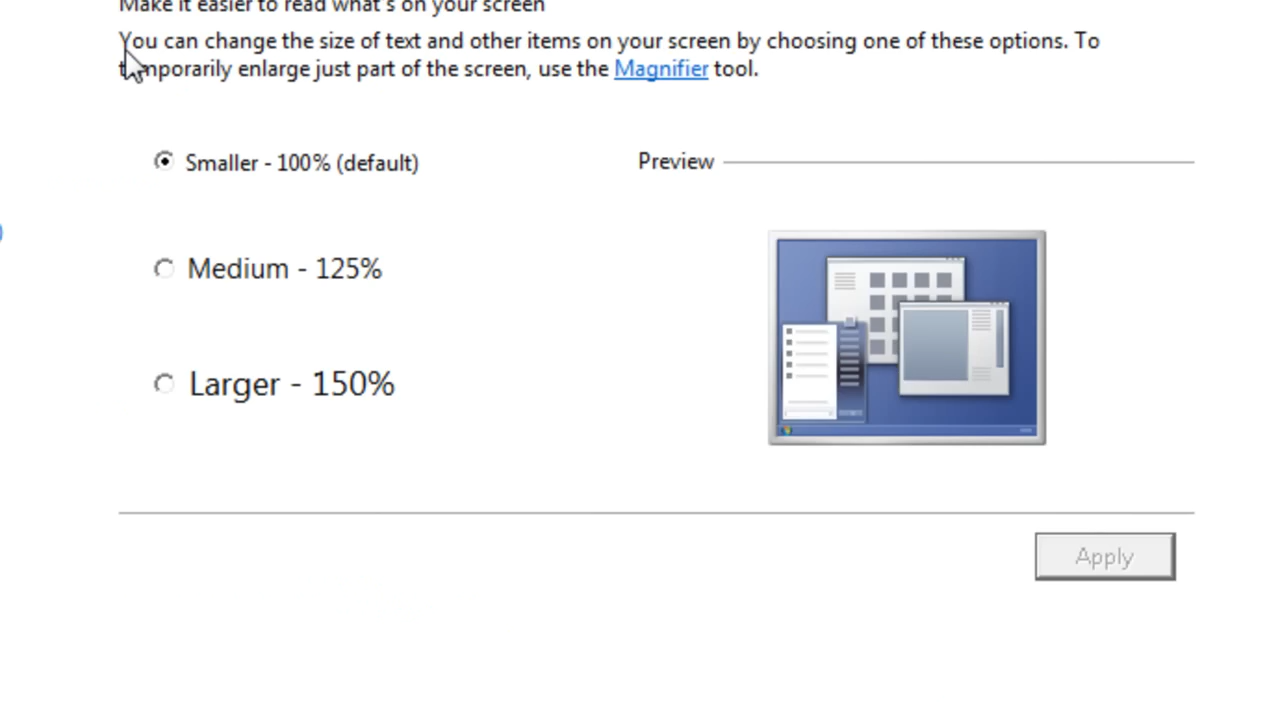 Make it easier to read what's on your screen
You can change the size of text and other items on your screen by choosing one of these options. To
temporarily enlarge just part of the screen, use the Magnifier tool.
Smaller - 100% (default)
Preview
Medium - 125%
Larger - 150%
Apply